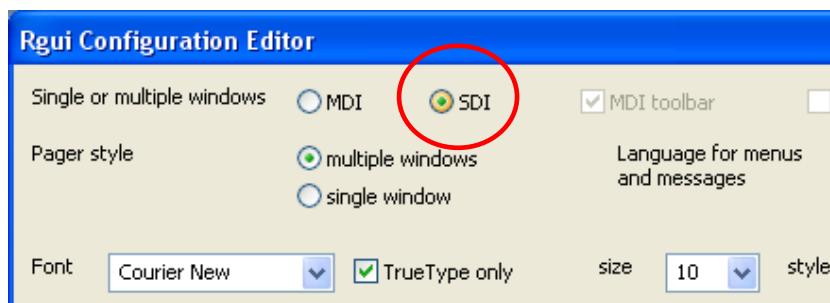 Rgui Configuration Editor
Single or multiple windows MDI SDI MDI toolbar
Pager style multiple windows Language for menus
single window and messages
Font Courier New TrueType only size 10 style